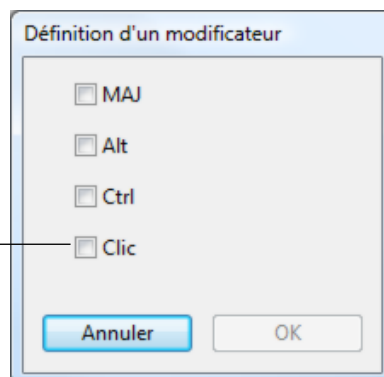 Définition d'un modificateur
MAJ
Alt
Ctrl
Clic
Annuler
OK